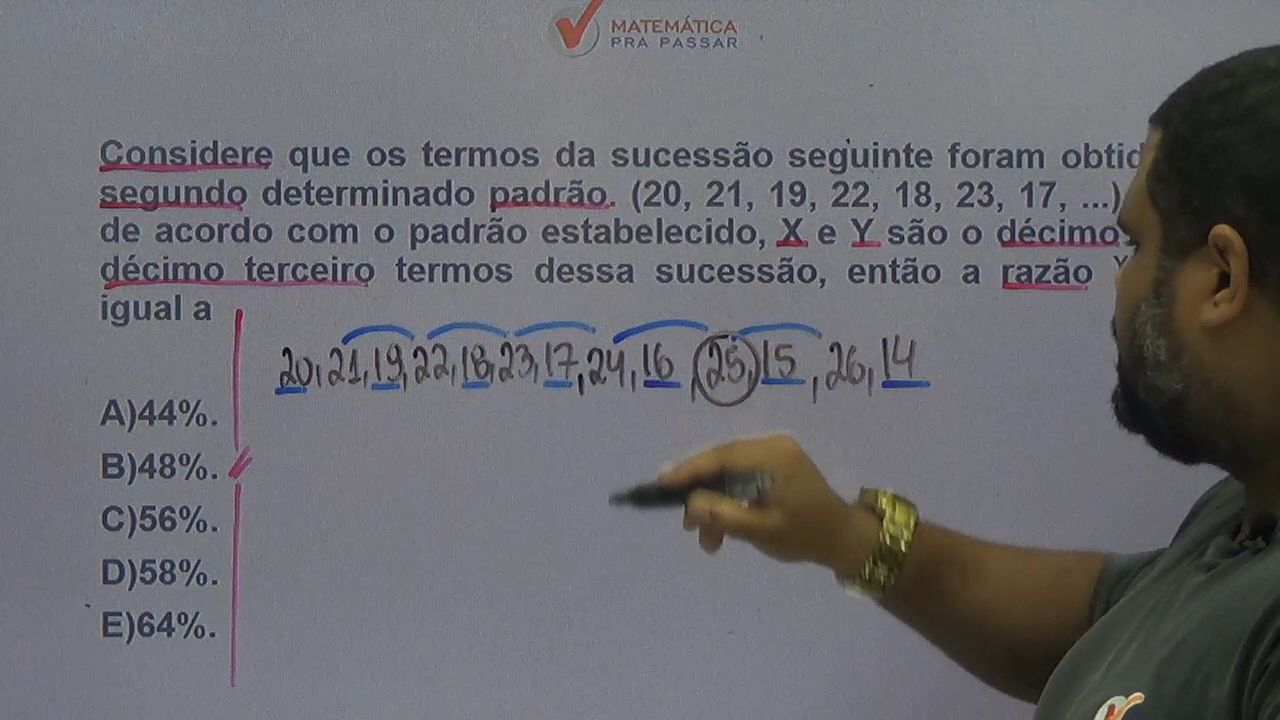 MATEMÁTICA
PRA PASSAR
Considere que os termos da sucessão seguinte foram obtid
segundo determinado padrão. (20, 21, 19, 22, 18, 23, 17, ...)
de acordo com o padrão estabelecido, X e Y são o décimo
décimo terceiro termos dessa sucessão, então a razão Y
igual a
20, 21, 19, 22, 18, 23, 17, 24, 16, 25, 15, 26, 14
A)44%.
B)48%.
C)56%.
D)58%.
E)64%.